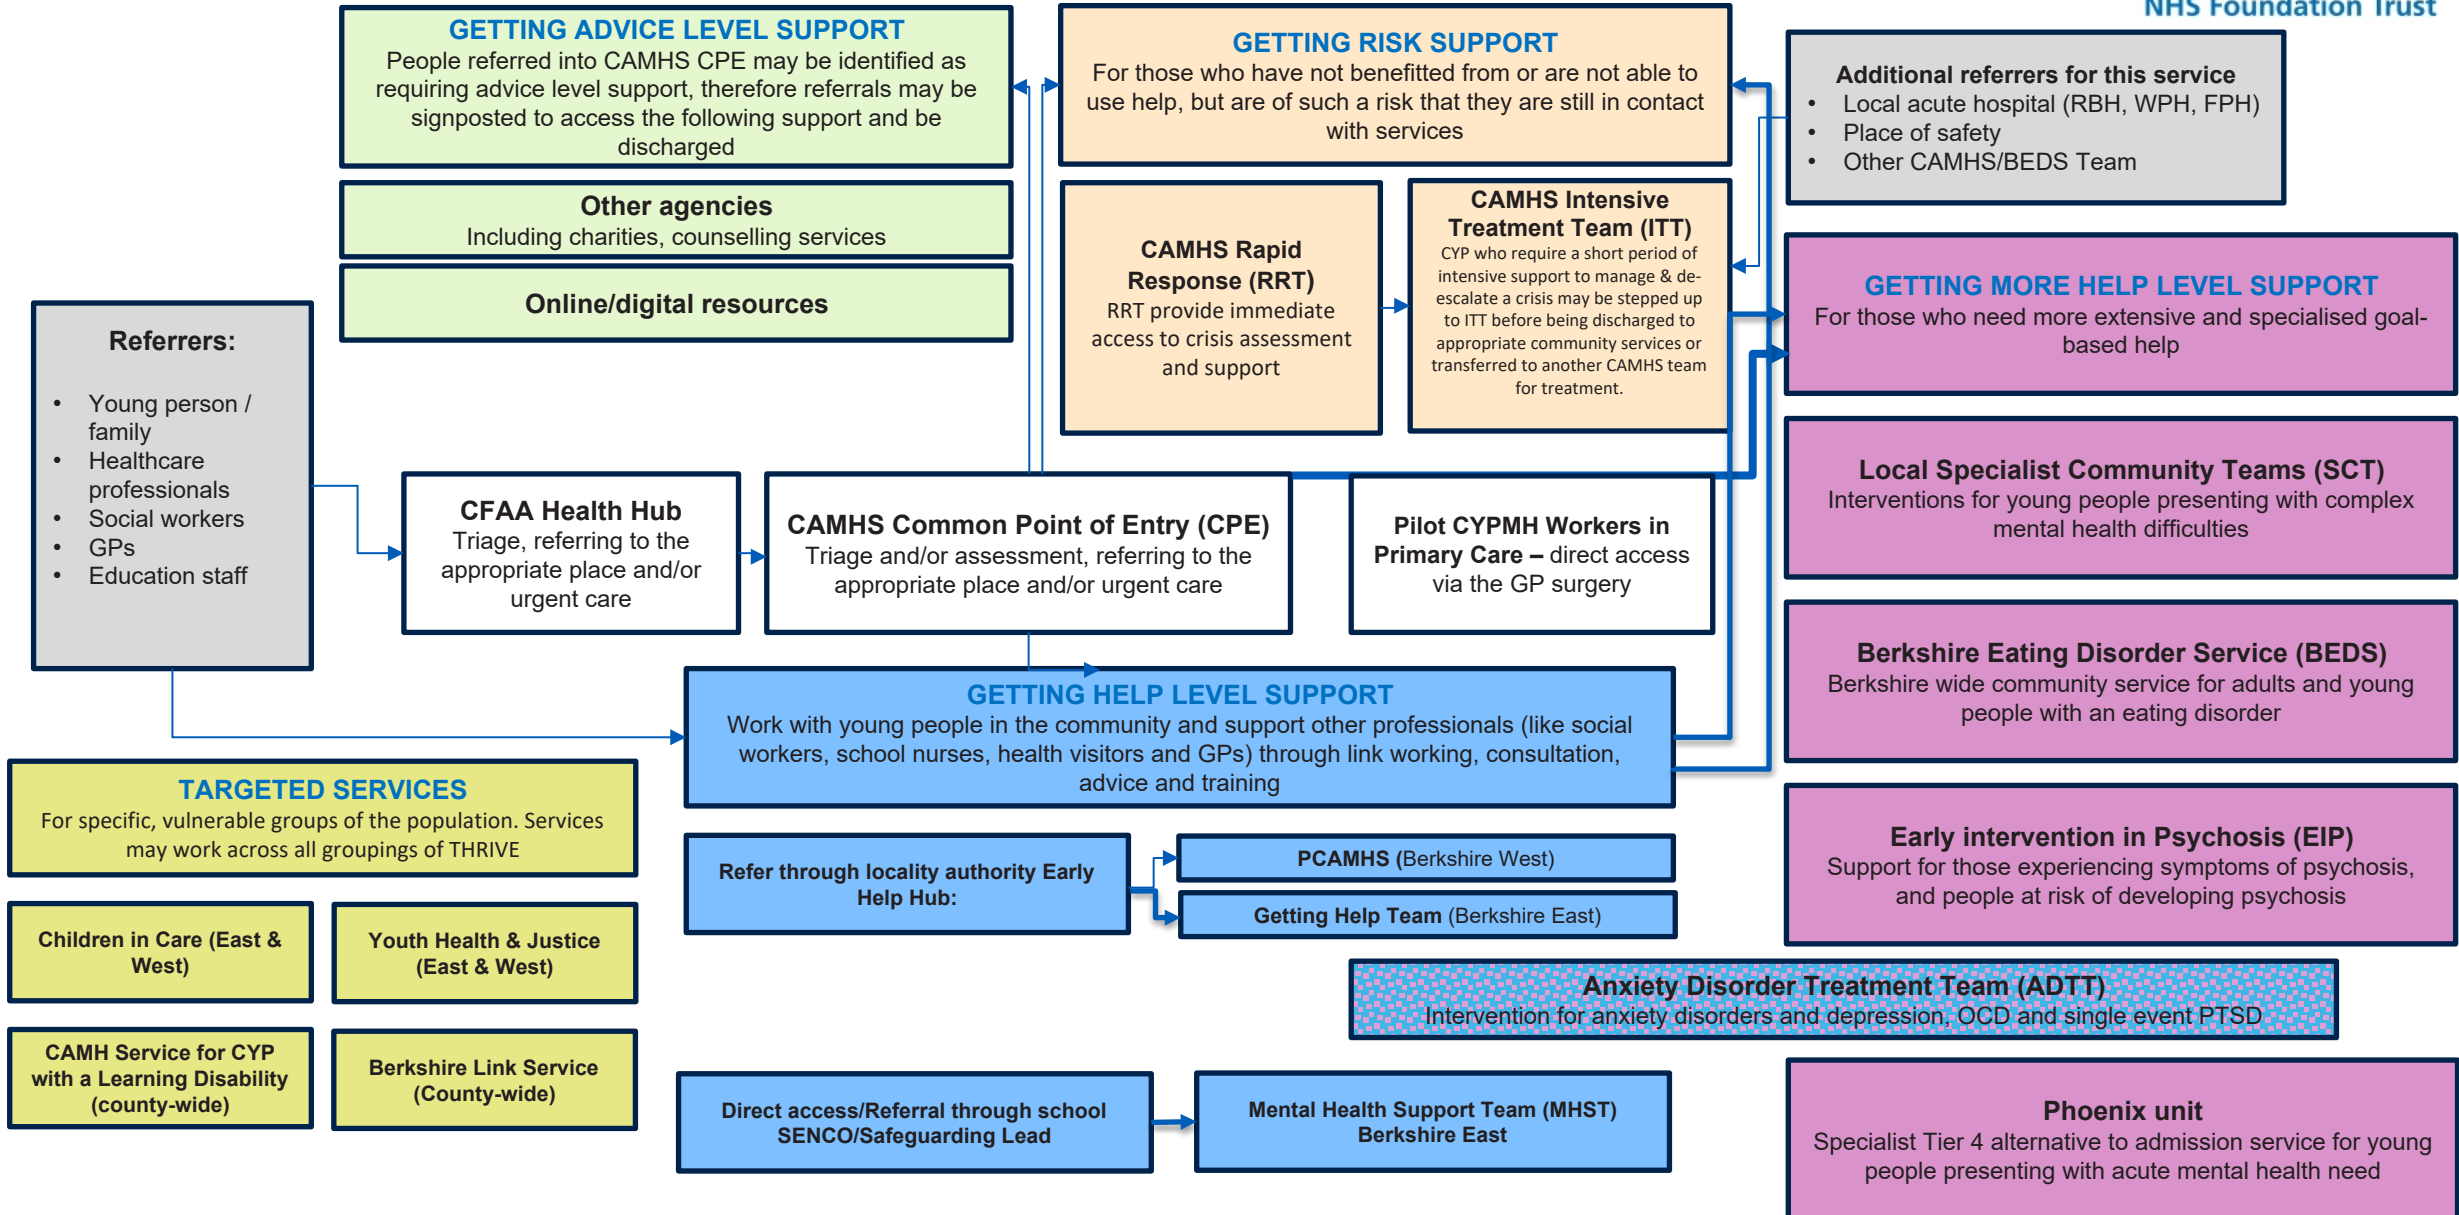 NHS Foundation Trust
GETTING ADVICE LEVEL SUPPORT
People referred into CAMHS CPE may be identified as
requiring advice level support, therefore referrals may be
signposted to access the following support and be
discharged
Other agencies
Including charities, counselling services
Online/digital resources
GETTING RISK SUPPORT
For those who have not benefitted from or are not able to
use help, but are of such a risk that they are still in contact
with services
CAMHS Rapid
Response (RRT)
RRT provide immediate
access to crisis assessment
and support
CAMHS Intensive
Treatment Team (ITT)
CYP who require a short period of
intensive support to manage & de-
escalate a crisis may be stepped up
to ITT before being discharged to
appropriate community services or
transferred to another CAMHS team
for treatment.
Additional referrers for this service
• Local acute hospital (RBH, WPH, FPH)
• Place of safety
• Other CAMHS/BEDS Team
Referrers:
• Young person /
family
• Healthcare
professionals
• Social workers
• GPs
• Education staff
CFAA Health Hub
Triage, referring to the
appropriate place and/or
urgent care
CAMHS Common Point of Entry (CPE)
Triage and/or assessment, referring to the
appropriate place and/or urgent care
Pilot CYPMH Workers in
Primary Care – direct access
via the GP surgery
GETTING MORE HELP LEVEL SUPPORT
For those who need more extensive and specialised goal-
based help
Local Specialist Community Teams (SCT)
Interventions for young people presenting with complex
mental health difficulties
Berkshire Eating Disorder Service (BEDS)
Berkshire wide community service for adults and young
people with an eating disorder
Early intervention in Psychosis (EIP)
Support for those experiencing symptoms of psychosis,
and people at risk of developing psychosis
GETTING HELP LEVEL SUPPORT
Work with young people in the community and support other professionals (like social
workers, school nurses, health visitors and GPs) through link working, consultation,
advice and training
Refer through locality authority Early
Help Hub:
PCAMHS (Berkshire West)
Getting Help Team (Berkshire East)
TARGETED SERVICES
For specific, vulnerable groups of the population. Services
may work across all groupings of THRIVE
Children in Care (East &
West)
Youth Health & Justice
(East & West)
CAMH Service for CYP
with a Learning Disability
(county-wide)
Berkshire Link Service
(County-wide)
Anxiety Disorder Treatment Team (ADTT)
Intervention for anxiety disorders and depression, OCD and single event PTSD
Direct access/Referral through school
SENCO/Safeguarding Lead
Mental Health Support Team (MHST)
Berkshire East
Phoenix unit
Specialist Tier 4 alternative to admission service for young
people presenting with acute mental health need